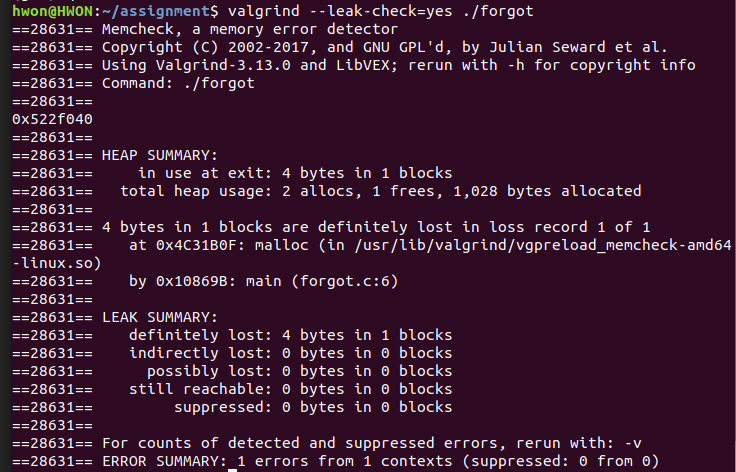 hwon@HWON:~/assignment$ valgrind --leak-check=yes ./forgot
==28631== Memcheck, a memory error detector
==28631== Copyright (C) 2002-2017, and GNU GPL'd, by Julian Seward et al.
==28631== Using Valgrind-3.13.0 and LibVEX; rerun with -h for copyright info
==28631== Command: ./forgot
==28631==
0x522f040
==28631==
==28631== HEAP SUMMARY:
==28631==     in use at exit: 4 bytes in 1 blocks
==28631==   total heap usage: 2 allocs, 1 frees, 1,028 bytes allocated
==28631==
==28631== 4 bytes in 1 blocks are definitely lost in loss record 1 of 1
==28631==    at 0x4C31B0F: malloc (in /usr/lib/valgrind/vgpreload_memcheck-amd64
-linux.so)
==28631==    by 0x10869B: main (forgot.c:6)
==28631==
==28631== LEAK SUMMARY:
==28631==    definitely lost: 4 bytes in 1 blocks
==28631==    indirectly lost: 0 bytes in 0 blocks
==28631==      possibly lost: 0 bytes in 0 blocks
==28631==    still reachable: 0 bytes in 0 blocks
==28631==         suppressed: 0 bytes in 0 blocks
==28631==
==28631== For counts of detected and suppressed errors, rerun with: -v
==28631== ERROR SUMMARY: 1 errors from 1 contexts (suppressed: 0 from 0)